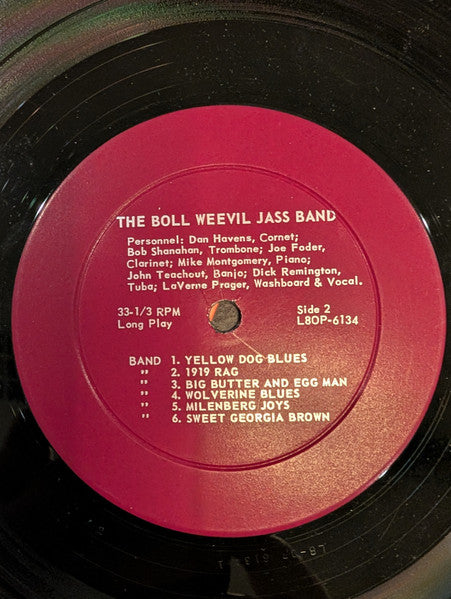 THE BOLL WEEVIL JASS BAND
Personnel: Dan Havens, Cornet;
Bob Shanahan, Trombone; Joe Foder,
Clarinet; Mike Montgomery, Piano;
John Teachout, Banjo; Dick Remington,
Tuba; LaVerne Prager, Washboard & Vocal.
33-1/3 RPM
Long Play
Side 2
L8OP-6134
BAND 1. YELLOW DOG BLUES
" 2. 1919 RAG
" 3. BIG BUTTER AND EGG MAN
" 4. WOLVERINE BLUES
" 5. MILENBERG JOYS
" 6. SWEET GEORGIA BROWN